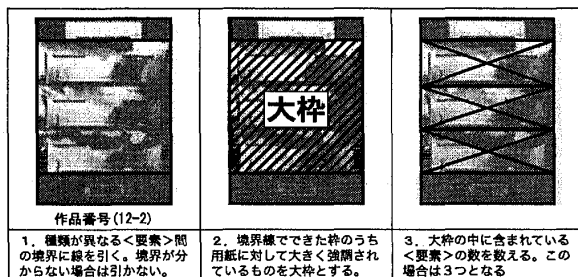 大枠
作品番号(12-2)
1．種類が異なる＜要素＞間
の境界に線を引く。境界が分
からない場合は引かない。
2．境界線でできた枠のうち
用紙に対して大きく強調され
ているものを大枠とする。
3．大枠の中に含まれている
＜要素＞の数を数える。この
場合は3つとなる